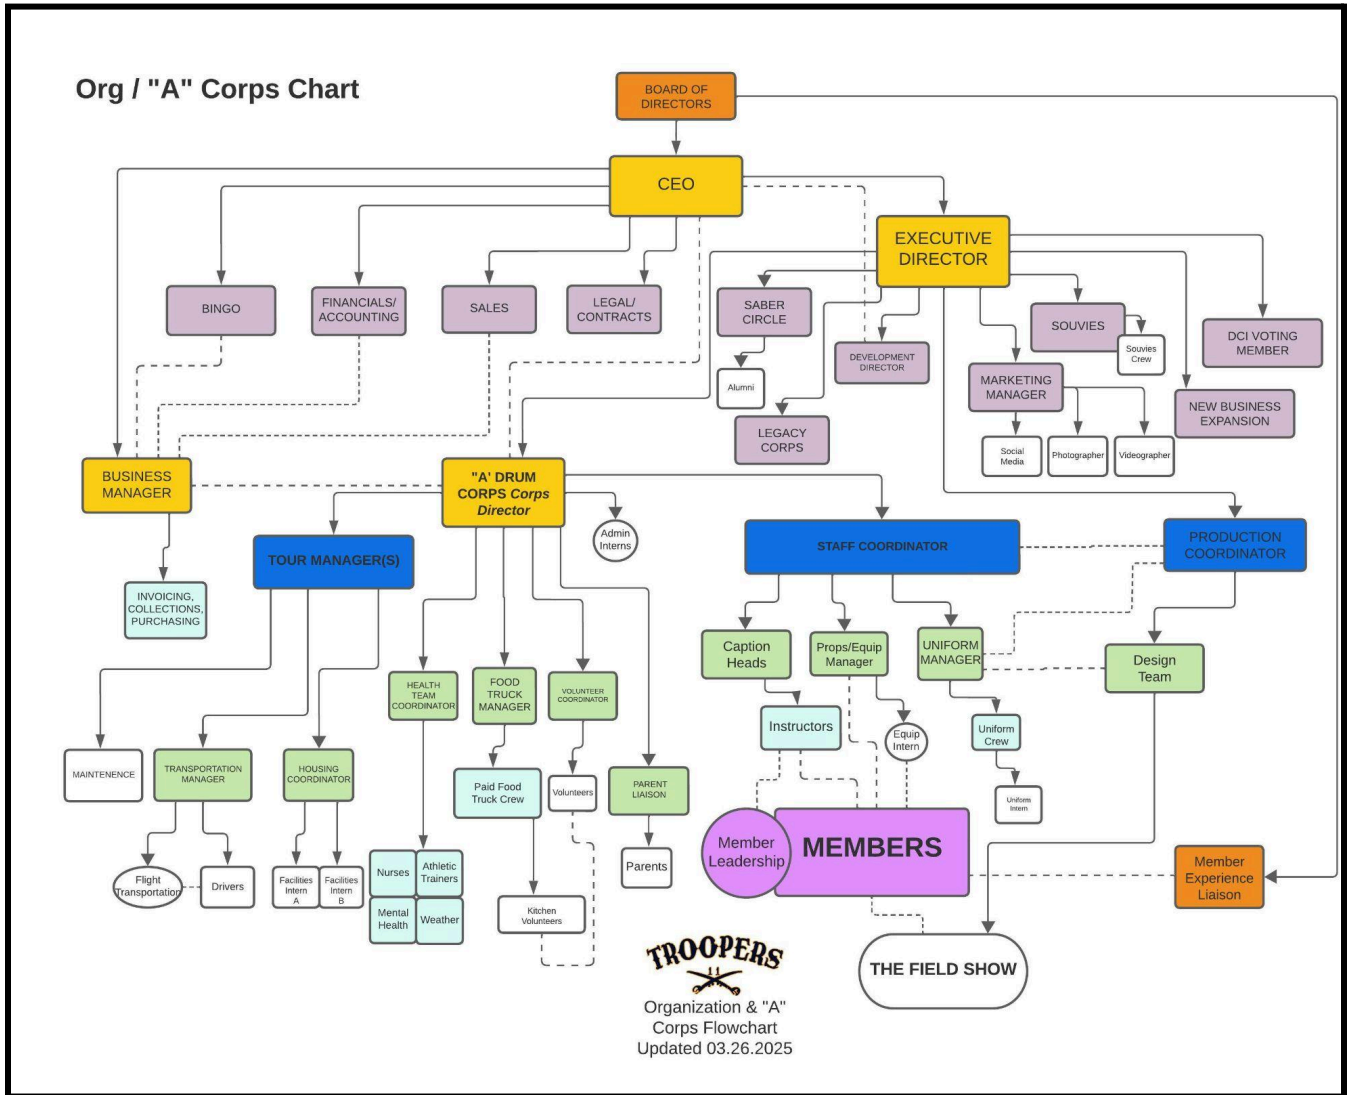 Org / "A" Corps Chart
BOARD OF
DIRECTORS
CEO
EXECUTIVE
DIRECTOR
BINGO
FINANCIALS/
ACCOUNTING
SALES
LEGAL/
CONTRACTS
SABER
CIRCLE
Alumni
DEVELOPMENT
DIRECTOR
LEGACY
CORPS
SOUVIES
Souvies
Crew
DCI VOTING
MEMBER
MARKETING
MANAGER
NEW BUSINESS
EXPANSION
Social
Media
Photographer
Videographer
BUSINESS
MANAGER
"A' DRUM
CORPS Corps
Director
Admin
Interns
TOUR MANAGER(S)
STAFF COORDINATOR
PRODUCTION
COORDINATOR
INVOICING,
COLLECTIONS,
PURCHASING
HEALTH
TEAM
COORDINATOR
FOOD
TRUCK
MANAGER
VOLUNTEER
COORDINATOR
Caption
Heads
Props/Equip
Manager
UNIFORM
MANAGER
Design
Team
Instructors
Equip
Intern
Uniform
Crew
Uniform
Intern
MAINTENENCE
TRANSPORTATION
MANAGER
HOUSING
COORDINATOR
Paid Food
Truck Crew
Volunteers
PARENT
LIAISON
Parents
Flight
Transportation
Drivers
Facilities
Intern
A
Facilities
Intern
B
Nurses
Athletic
Trainers
Mental
Health
Weather
Kitchen
Volunteers
Member
Leadership
MEMBERS
Member
Experience
Liaison
THE FIELD SHOW
TROOPERS
11
Organization & "A"
Corps Flowchart
Updated 03.26.2025